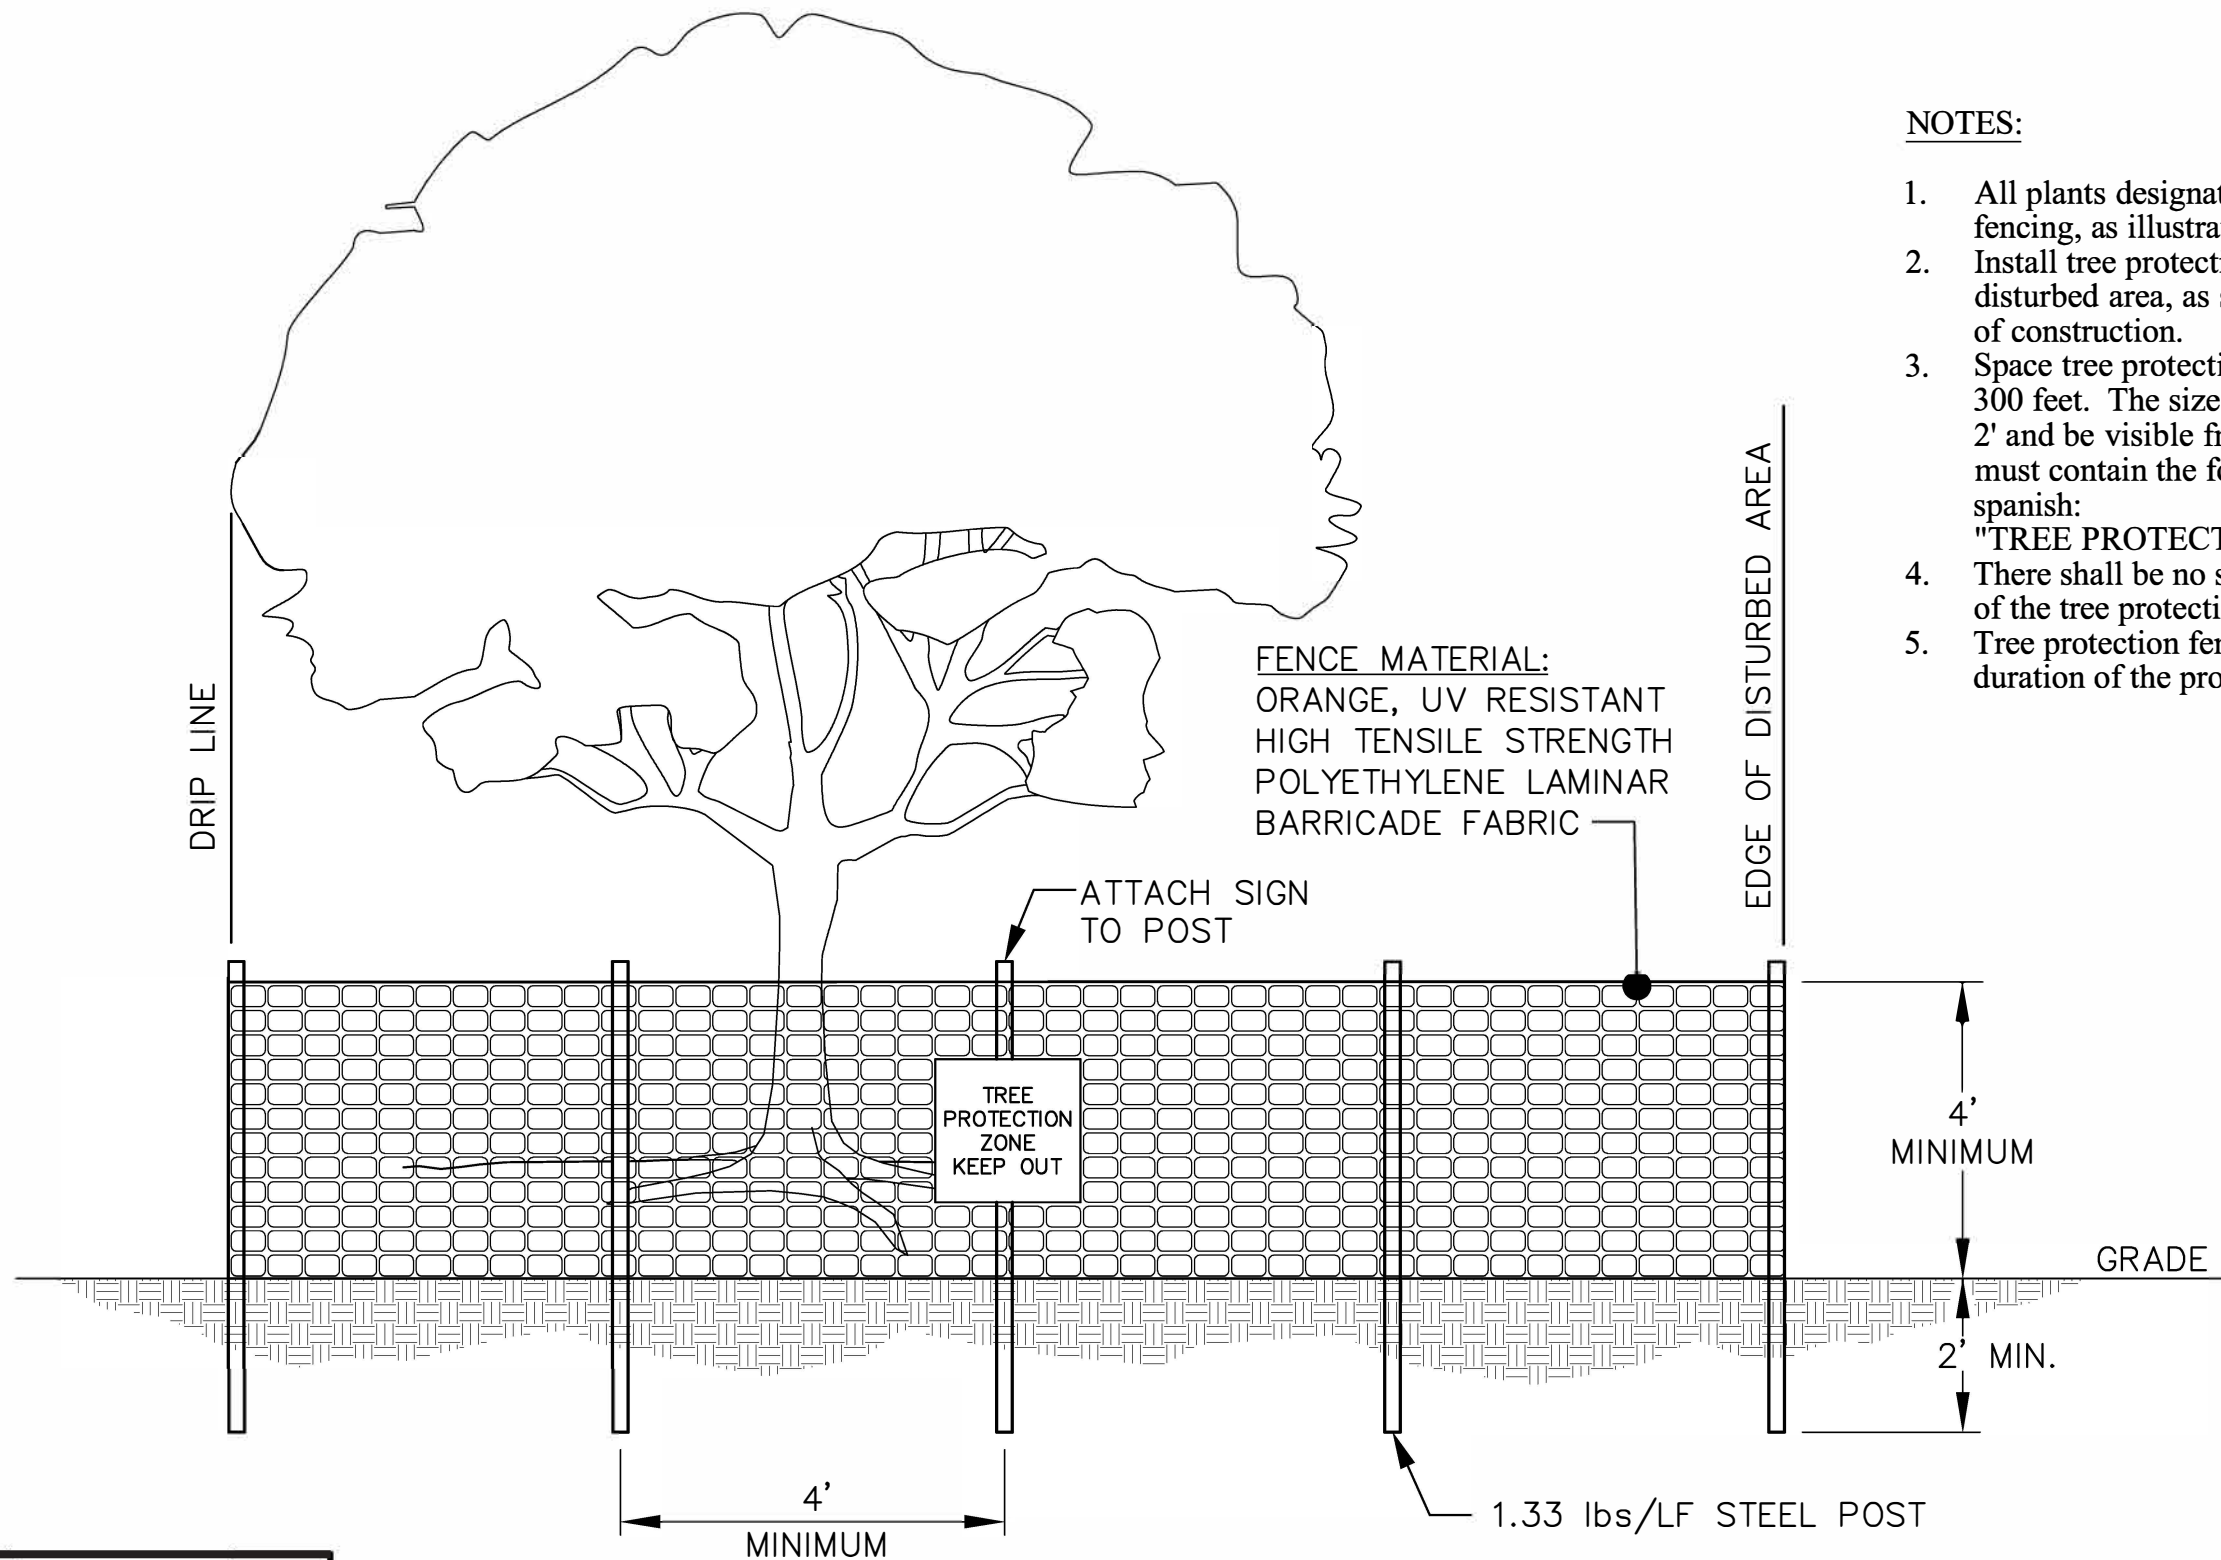 NOTES:
1. All plants designat
fencing, as illustra
2. Install tree protecti
disturbed area, as
of construction.
3. Space tree protecti
300 feet. The size
2' and be visible fr
must contain the fo
spanish:
"TREE PROTECT
4. There shall be no s
of the tree protecti
5. Tree protection fen
duration of the pro
DRIP LINE
EDGE OF DISTURBED AREA
FENCE MATERIAL:
ORANGE, UV RESISTANT
HIGH TENSILE STRENGTH
POLYETHYLENE LAMINAR
BARRICADE FABRIC
ATTACH SIGN
TO POST
TREE
PROTECTION
ZONE
KEEP OUT
4'
MINIMUM
GRADE
2' MIN.
4'
MINIMUM
1.33 lbs/LF STEEL POST